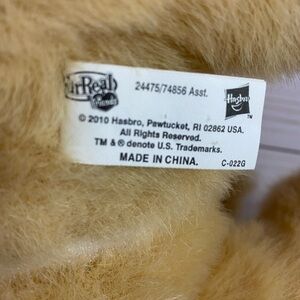 FurReal 24475/74856 Asst. Hasbro
Friends ™
© 2010 Hasbro, Pawtucket, RI 02862 USA.
All Rights Reserved.
TM & ® denote U.S. Trademarks.
MADE IN CHINA. C-022G